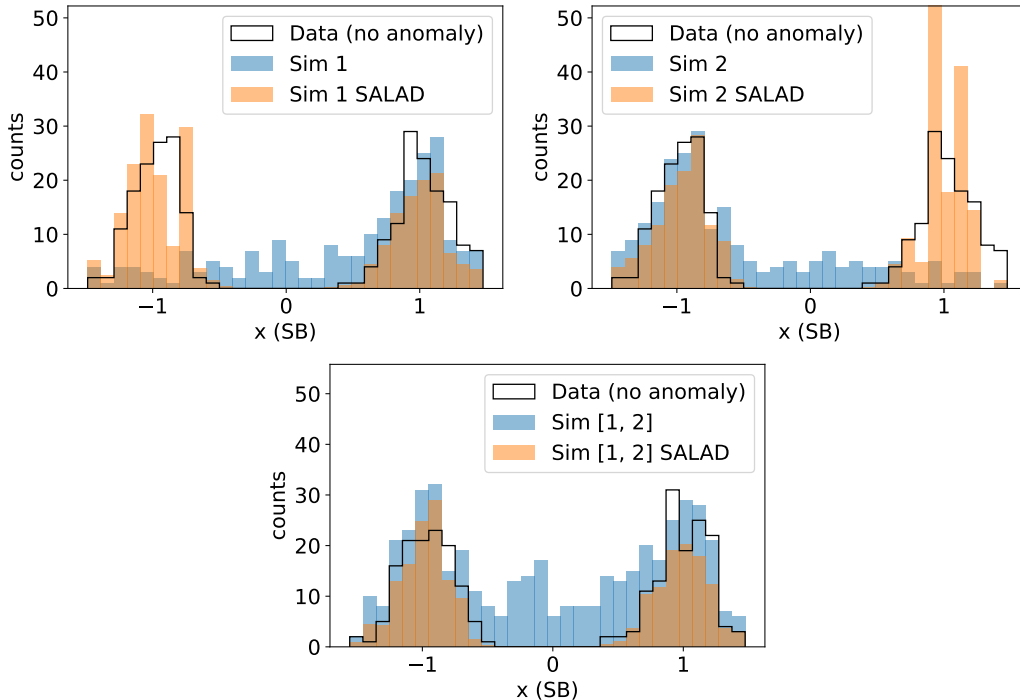 50
40
30
20
10
0
counts
Data (no anomaly)
Sim 1
Sim 1 SALAD
−1
0
1
x (SB)
50
40
30
20
10
0
counts
Data (no anomaly)
Sim 2
Sim 2 SALAD
−1
0
1
x (SB)
50
40
30
20
10
0
counts
Data (no anomaly)
Sim [1, 2]
Sim [1, 2] SALAD
−1
0
1
x (SB)